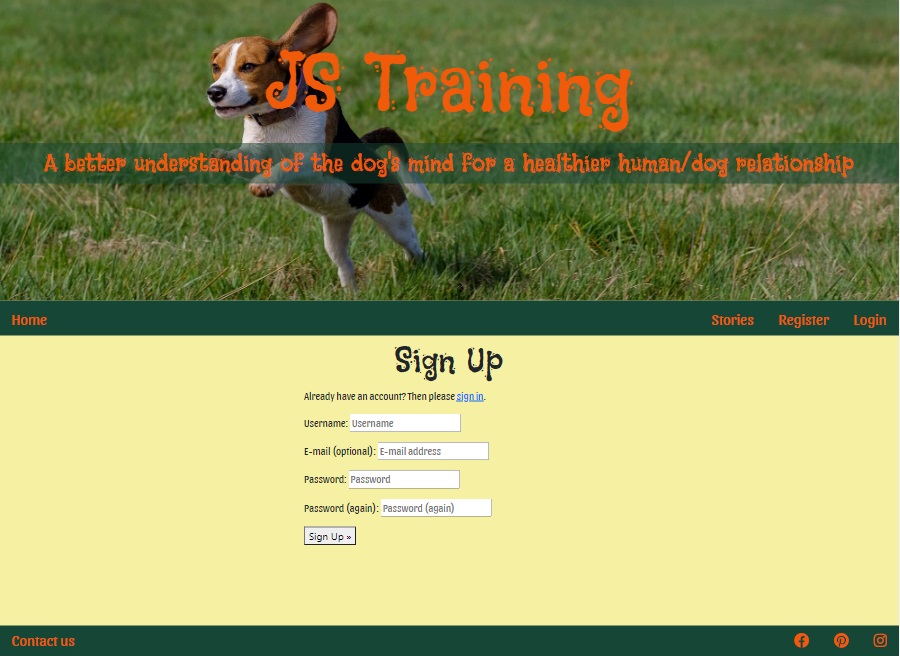 JS Training
A better understanding of the dog's mind for a healthier human/dog relationship
Home Stories Register Login
Sign Up
Already have an account? Then please sign in.
Username: Username
E-mail (optional): E-mail address
Password: Password
Password (again): Password (again)
Sign Up »
Contact us